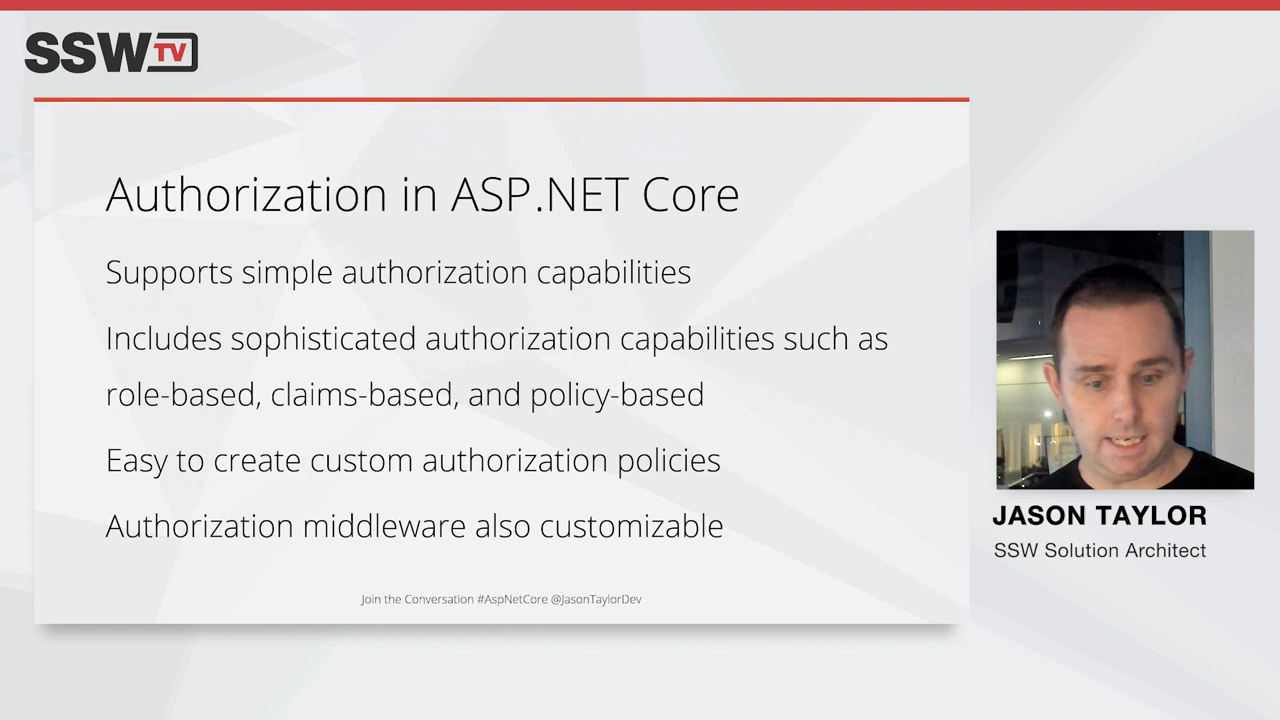 SSW TV
Authorization in ASP.NET Core
Supports simple authorization capabilities
Includes sophisticated authorization capabilities such as
role-based, claims-based, and policy-based
Easy to create custom authorization policies
Authorization middleware also customizable
Join the Conversation #AspNetCore @JasonTaylorDev
JASON TAYLOR
SSW Solution Architect